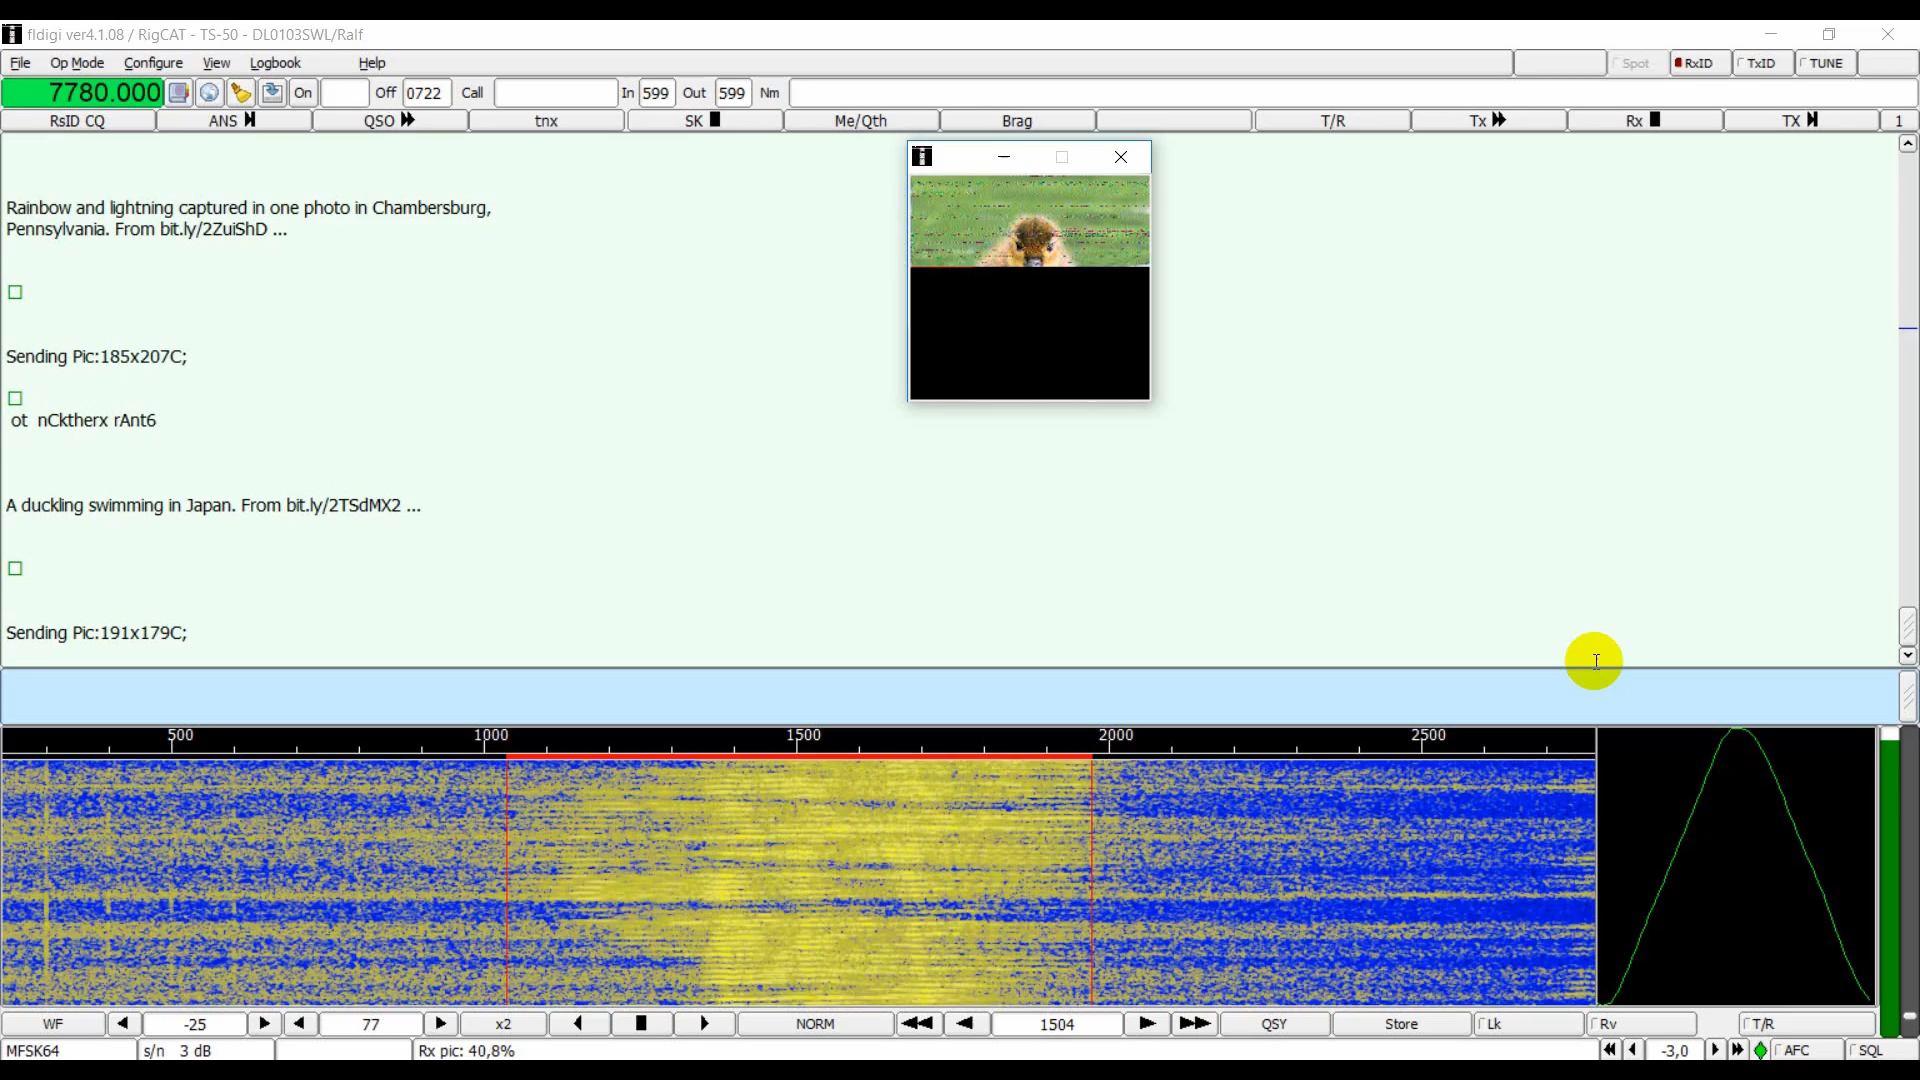 fldigi ver4.1.08 / RigCAT - TS-50 - DL0103SWL/Ralf
File Op Mode Configure View Logbook Help Spot RxID TxID TUNE
7780.000 On Off 0722 Call In 599 Out 599 Nm
RsID CQ ANS QSO tnx SK Me/Qth Brag T/R Tx Rx TX 1
Rainbow and lightning captured in one photo in Chambersburg,
Pennsylvania. From bit.ly/2ZuiShD ...
Sending Pic:185x207C;
ot nCktherx rAnt6
A duckling swimming in Japan. From bit.ly/2TSdMX2 ...
Sending Pic:191x179C;
500 1000 1500 2000 2500
WF -25 77 x2 NORM 1504 QSY Store Lk Rv T/R
MFSK64 s/n 3 dB Rx pic: 40,8% -3,0 AFC SQL